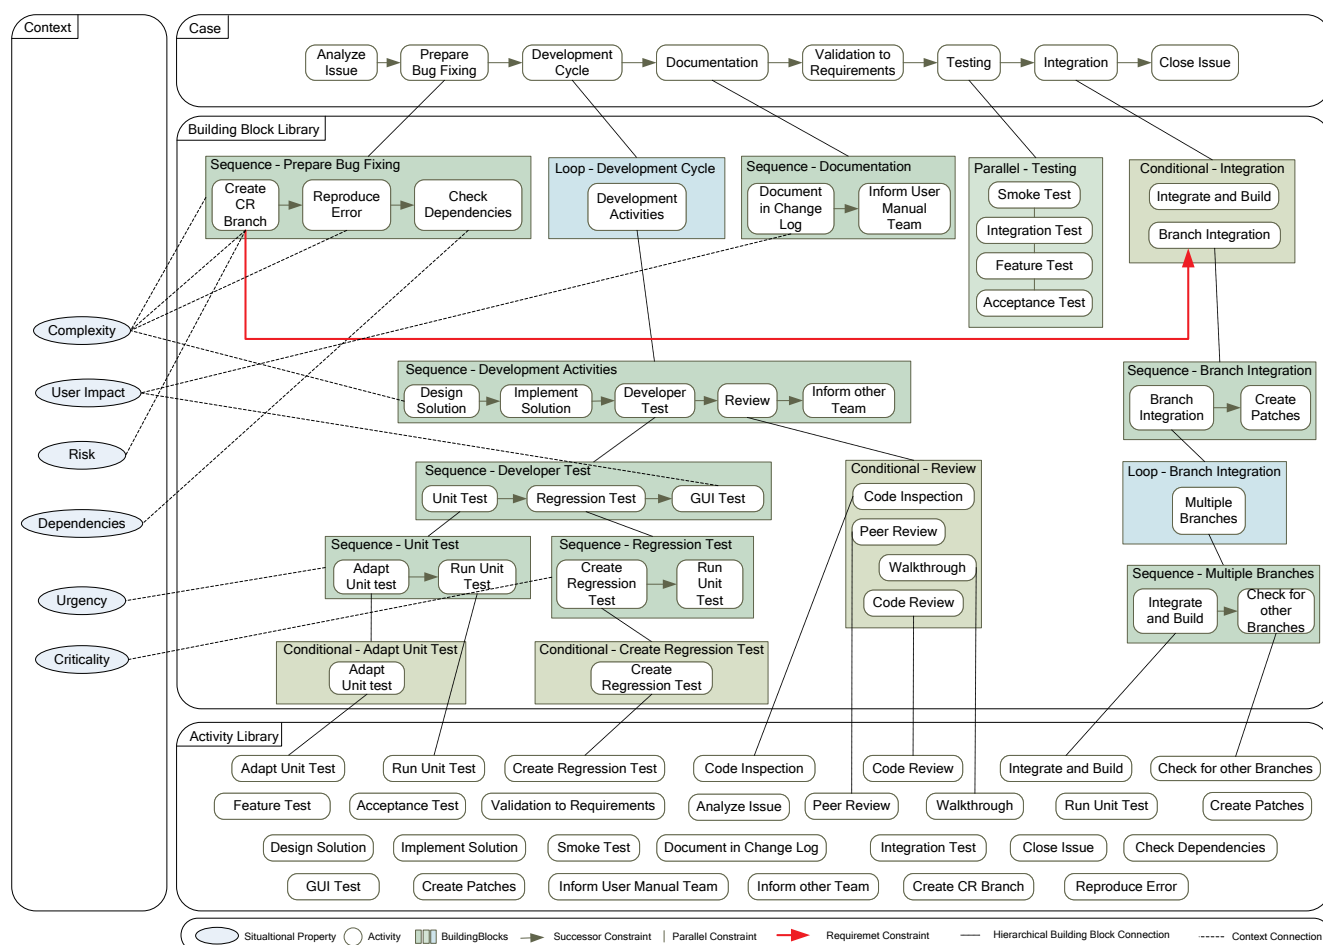 Context
Case
Analyze
Issue
Prepare
Bug Fixing
Development
Cycle
Documentation
Validation to
Requirements
Testing
Integration
Close Issue
Building Block Library
Sequence - Prepare Bug Fixing
Create
CR
Branch
Reproduce
Error
Check
Dependencies
Loop - Development Cycle
Development
Activities
Sequence - Documentation
Document
in Change
Log
Inform User
Manual
Team
Parallel - Testing
Smoke Test
Integration Test
Feature Test
Acceptance Test
Conditional - Integration
Integrate and Build
Branch Integration
Complexity
User Impact
Risk
Dependencies
Urgency
Criticality
Sequence - Development Activities
Design
Solution
Implement
Solution
Developer
Test
Review
Inform other
Team
Sequence - Branch Integration
Branch
Integration
Create
Patches
Sequence - Developer Test
Unit Test
Regression Test
GUI Test
Conditional - Review
Code Inspection
Peer Review
Walkthrough
Code Review
Loop - Branch Integration
Multiple
Branches
Sequence - Unit Test
Adapt
Unit test
Run Unit
Test
Sequence - Regression Test
Create
Regression
Test
Run
Unit
Test
Sequence - Multiple Branches
Integrate
and Build
Check for
other
Branches
Conditional - Adapt Unit Test
Adapt
Unit test
Conditional - Create Regression Test
Create
Regression Test
Activity Library
Adapt Unit Test
Run Unit Test
Create Regression Test
Code Inspection
Code Review
Integrate and Build
Check for other Branches
Feature Test
Acceptance Test
Validation to Requirements
Analyze Issue
Peer Review
Walkthrough
Run Unit Test
Create Patches
Design Solution
Implement Solution
Smoke Test
Document in Change Log
Integration Test
Close Issue
Check Dependencies
GUI Test
Create Patches
Inform User Manual Team
Inform other Team
Create CR Branch
Reproduce Error
Situaltional Property
Activity
BuildingBlocks
Successor Constraint
Parallel Constraint
Requiremet Constraint
Hierarchical Building Block Connection
Context Connection